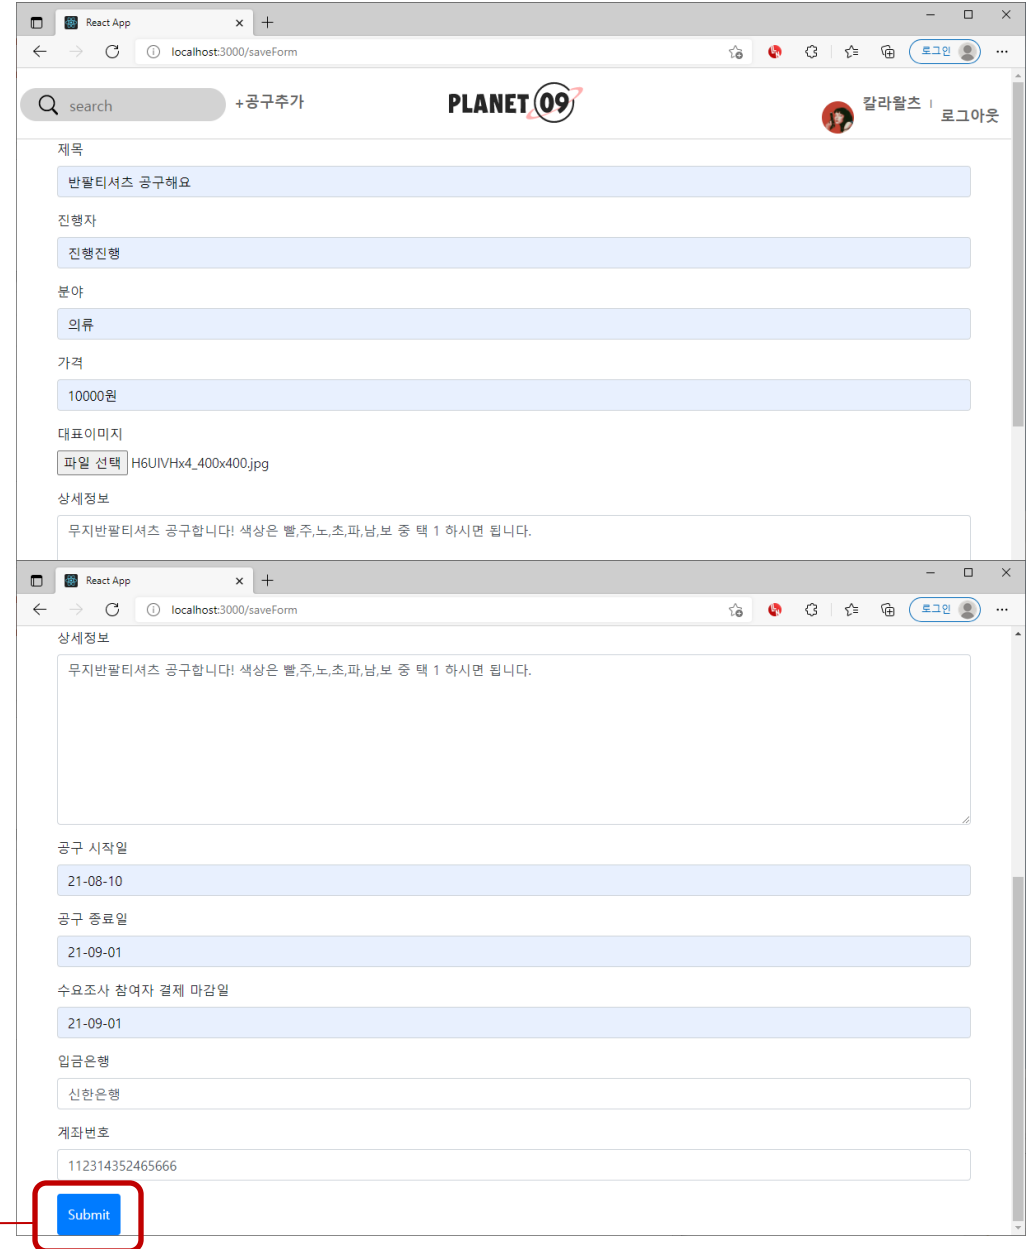 React App
localhost:3000/saveForm
로그인
search
+공구추가
PLANET 09
칼라왈츠
로그아웃
제목
반팔티셔츠 공구해요
진행자
진행진행
분야
의류
가격
10000원
대표이미지
파일 선택 H6UIVHx4_400x400.jpg
상세정보
무지반팔티셔츠 공구합니다! 색상은 빨,주,노,초,파,남,보 중 택 1 하시면 됩니다.
React App
localhost:3000/saveForm
로그인
상세정보
무지반팔티셔츠 공구합니다! 색상은 빨,주,노,초,파,남,보 중 택 1 하시면 됩니다.
공구 시작일
21-08-10
공구 종료일
21-09-01
수요조사 참여자 결제 마감일
21-09-01
입금은행
신한은행
계좌번호
112314352465666
Submit